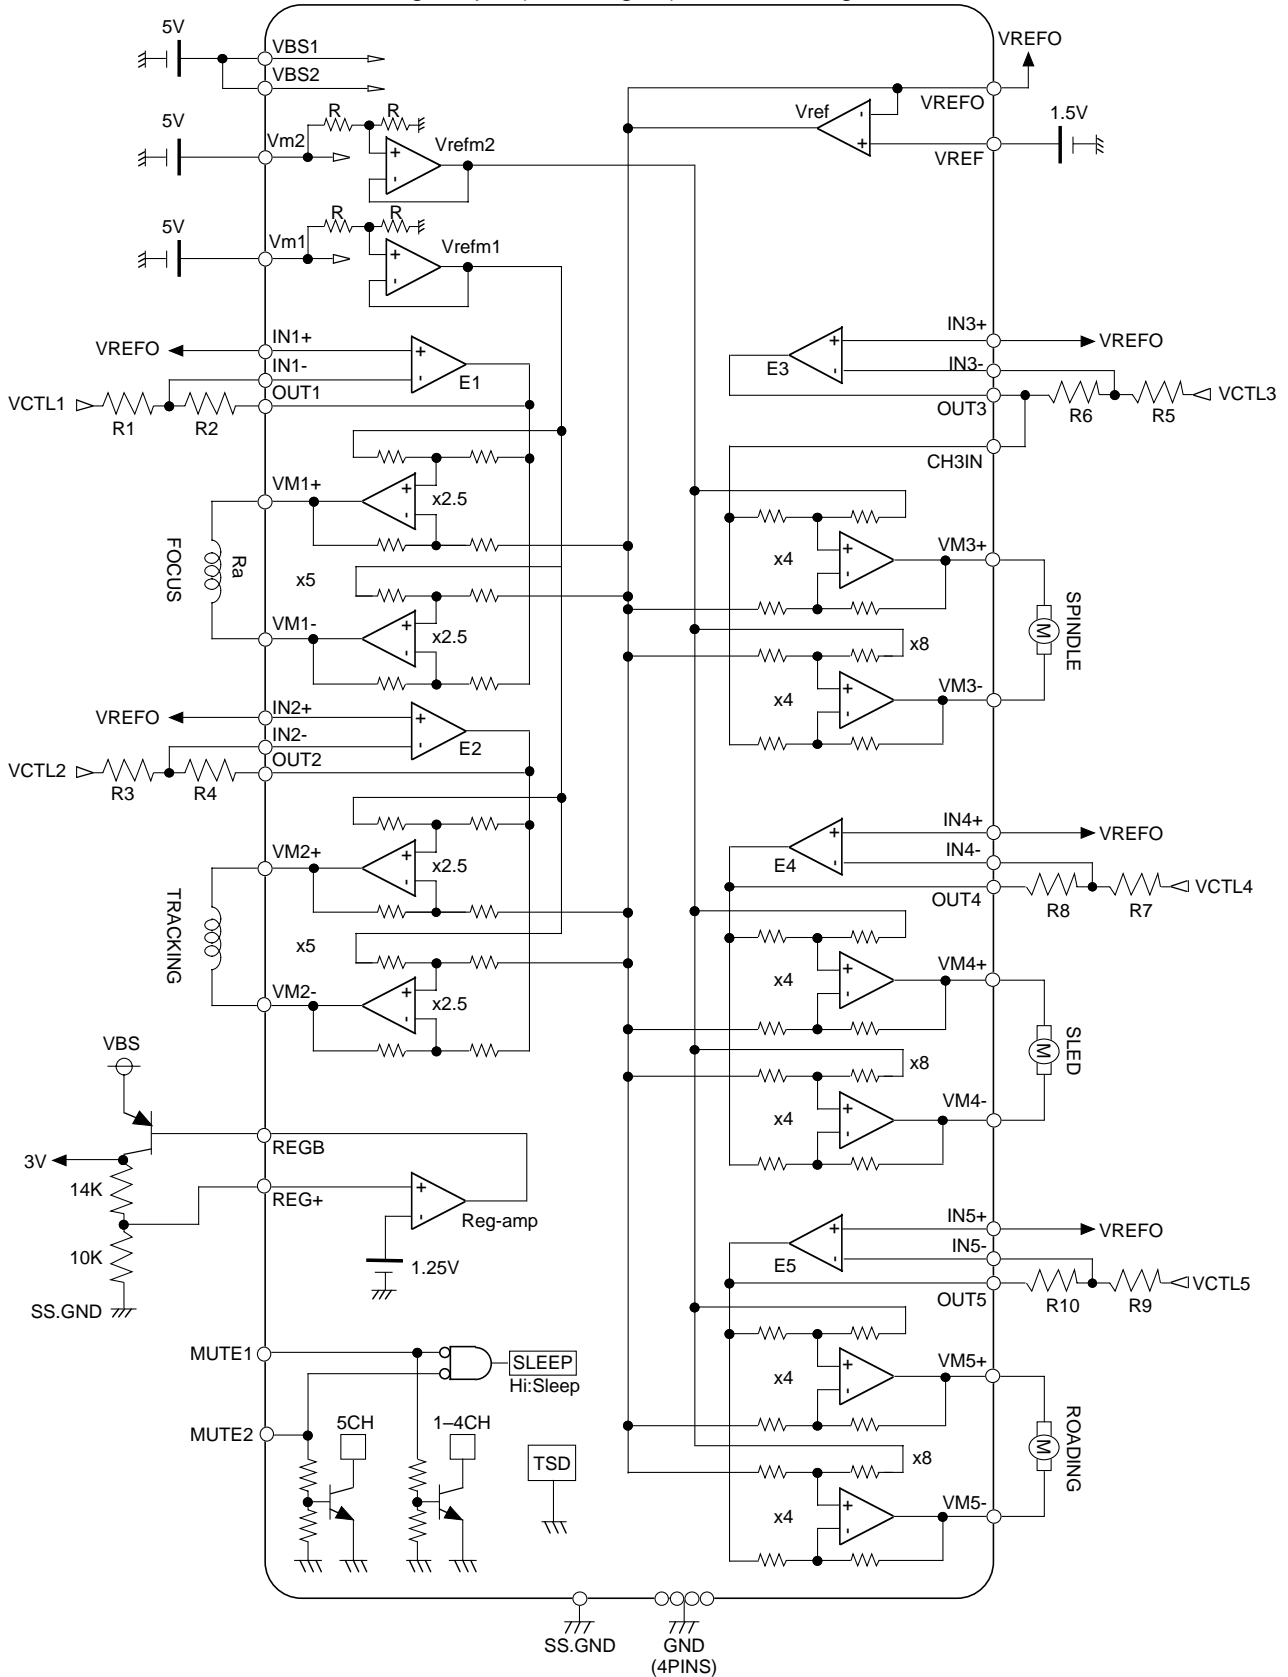 5V
VBS1
VBS2
VREFO
VREFO
Vref
1.5V
VREF
5V
Vm2
R
R
Vrefm2
5V
Vm1
R
R
Vrefm1
VREFO
IN1+
IN1-
OUT1
E1
VCTL1
R1
R2
IN3+
VREFO
E3
IN3-
OUT3
R6
R5
VCTL3
CH3IN
VM1+
x2.5
FOCUS
Ra
x5
VM1-
x2.5
x4
VM3+
SPINDLE
x8
x4
VM3-
VREFO
IN2+
IN2-
OUT2
E2
VCTL2
R3
R4
VM2+
x2.5
TRACKING
x5
VM2-
x2.5
IN4+
VREFO
E4
IN4-
OUT4
R8
R7
VCTL4
x4
VM4+
SLED
x8
x4
VM4-
VBS
REGB
3V
14K
REG+
Reg-amp
10K
1.25V
SS.GND
IN5+
VREFO
E5
IN5-
OUT5
R10
R9
VCTL5
MUTE1
SLEEP
Hi:Sleep
MUTE2
5CH
1–4CH
TSD
x4
VM5+
ROADING
x8
x4
VM5-
SS.GND
GND
(4PINS)